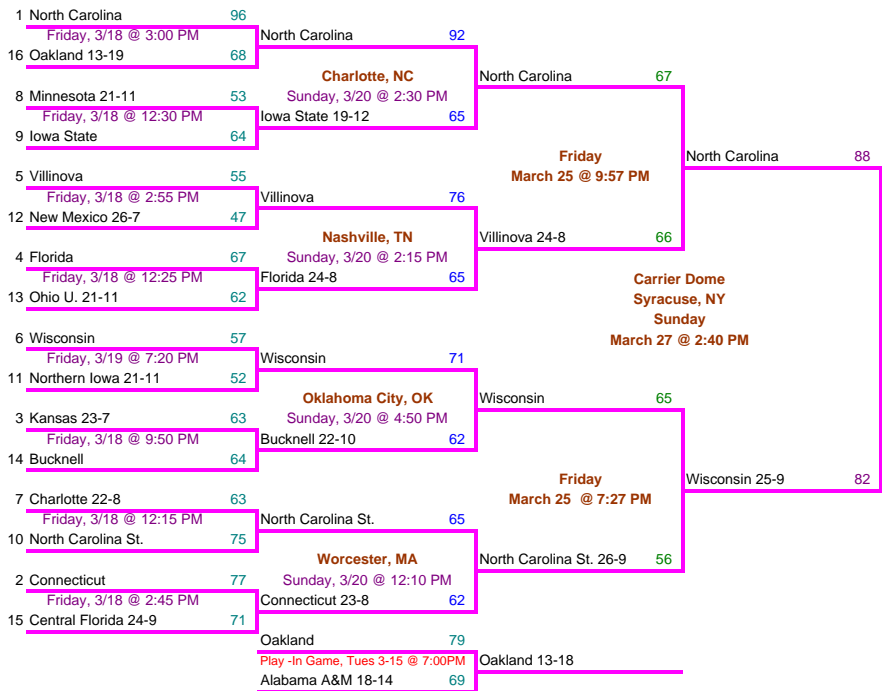 1 North Carolina 96
Friday, 3/18 @ 3:00 PM
North Carolina 92
16 Oakland 13-19 68
Charlotte, NC
North Carolina 67
8 Minnesota 21-11 53
Sunday, 3/20 @ 2:30 PM
Friday, 3/18 @ 12:30 PM
Iowa State 19-12 65
9 Iowa State 64
Friday
North Carolina 88
5 Villinova 55
March 25 @ 9:57 PM
Friday, 3/18 @ 2:55 PM
Villinova 76
12 New Mexico 26-7 47
Nashville, TN
Villinova 24-8 66
4 Florida 67
Sunday, 3/20 @ 2:15 PM
Friday, 3/18 @ 12:25 PM
Florida 24-8 65
Carrier Dome
13 Ohio U. 21-11 62
Syracuse, NY
Sunday
6 Wisconsin 57
March 27 @ 2:40 PM
Friday, 3/19 @ 7:20 PM
Wisconsin 71
11 Northern Iowa 21-11 52
Oklahoma City, OK
Wisconsin 65
3 Kansas 23-7 63
Sunday, 3/20 @ 4:50 PM
Friday, 3/18 @ 9:50 PM
Bucknell 22-10 62
14 Bucknell 64
Friday
Wisconsin 25-9 82
7 Charlotte 22-8 63
March 25 @ 7:27 PM
Friday, 3/18 @ 12:15 PM
North Carolina St. 65
10 North Carolina St. 75
Worcester, MA
North Carolina St. 26-9 56
2 Connecticut 77
Sunday, 3/20 @ 12:10 PM
Friday, 3/18 @ 2:45 PM
Connecticut 23-8 62
15 Central Florida 24-9 71
Oakland 79
Play -In Game, Tues 3-15 @ 7:00PM
Oakland 13-18
Alabama A&M 18-14 69